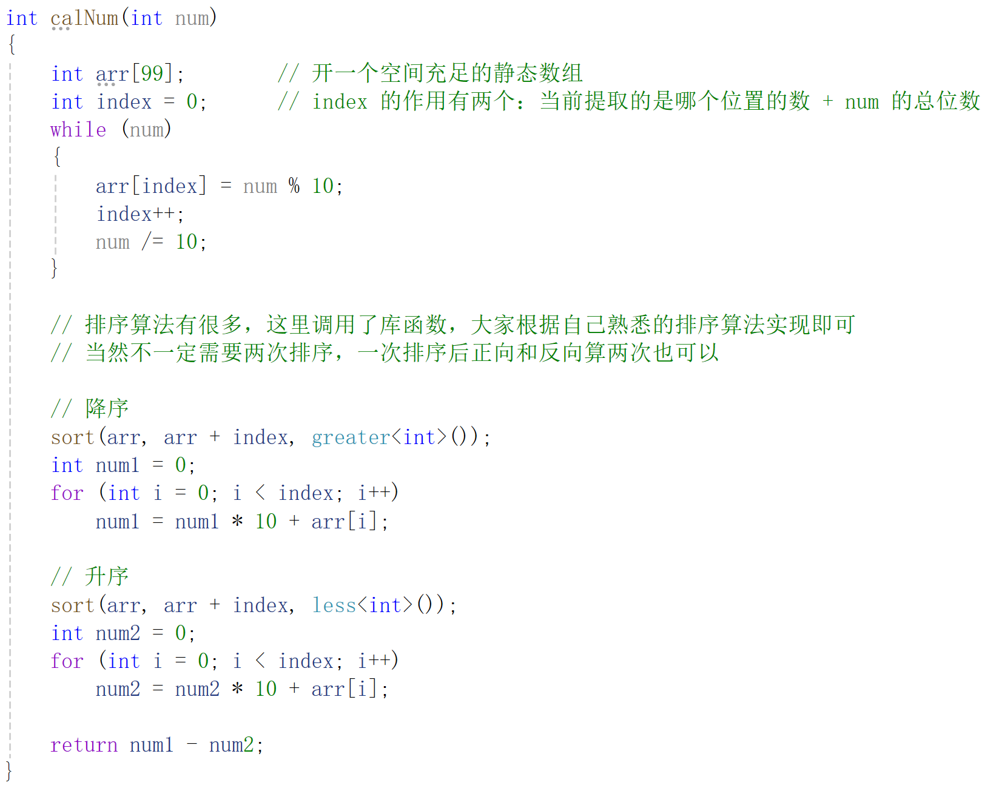 int calNum(int num)
{
    int arr[99];        // 开一个空间充足的静态数组
    int index = 0;      // index 的作用有两个：当前提取的是哪个位置的数 + num 的总位数
    while (num)
    {
        arr[index] = num % 10;
        index++;
        num /= 10;
    }

    // 排序算法有很多，这里调用了库函数，大家根据自己熟悉的排序算法实现即可
    // 当然不一定需要两次排序，一次排序后正向和反向算两次也可以

    // 降序
    sort(arr, arr + index, greater<int>());
    int num1 = 0;
    for (int i = 0; i < index; i++)
        num1 = num1 * 10 + arr[i];

    // 升序
    sort(arr, arr + index, less<int>());
    int num2 = 0;
    for (int i = 0; i < index; i++)
        num2 = num2 * 10 + arr[i];

    return num1 - num2;
}